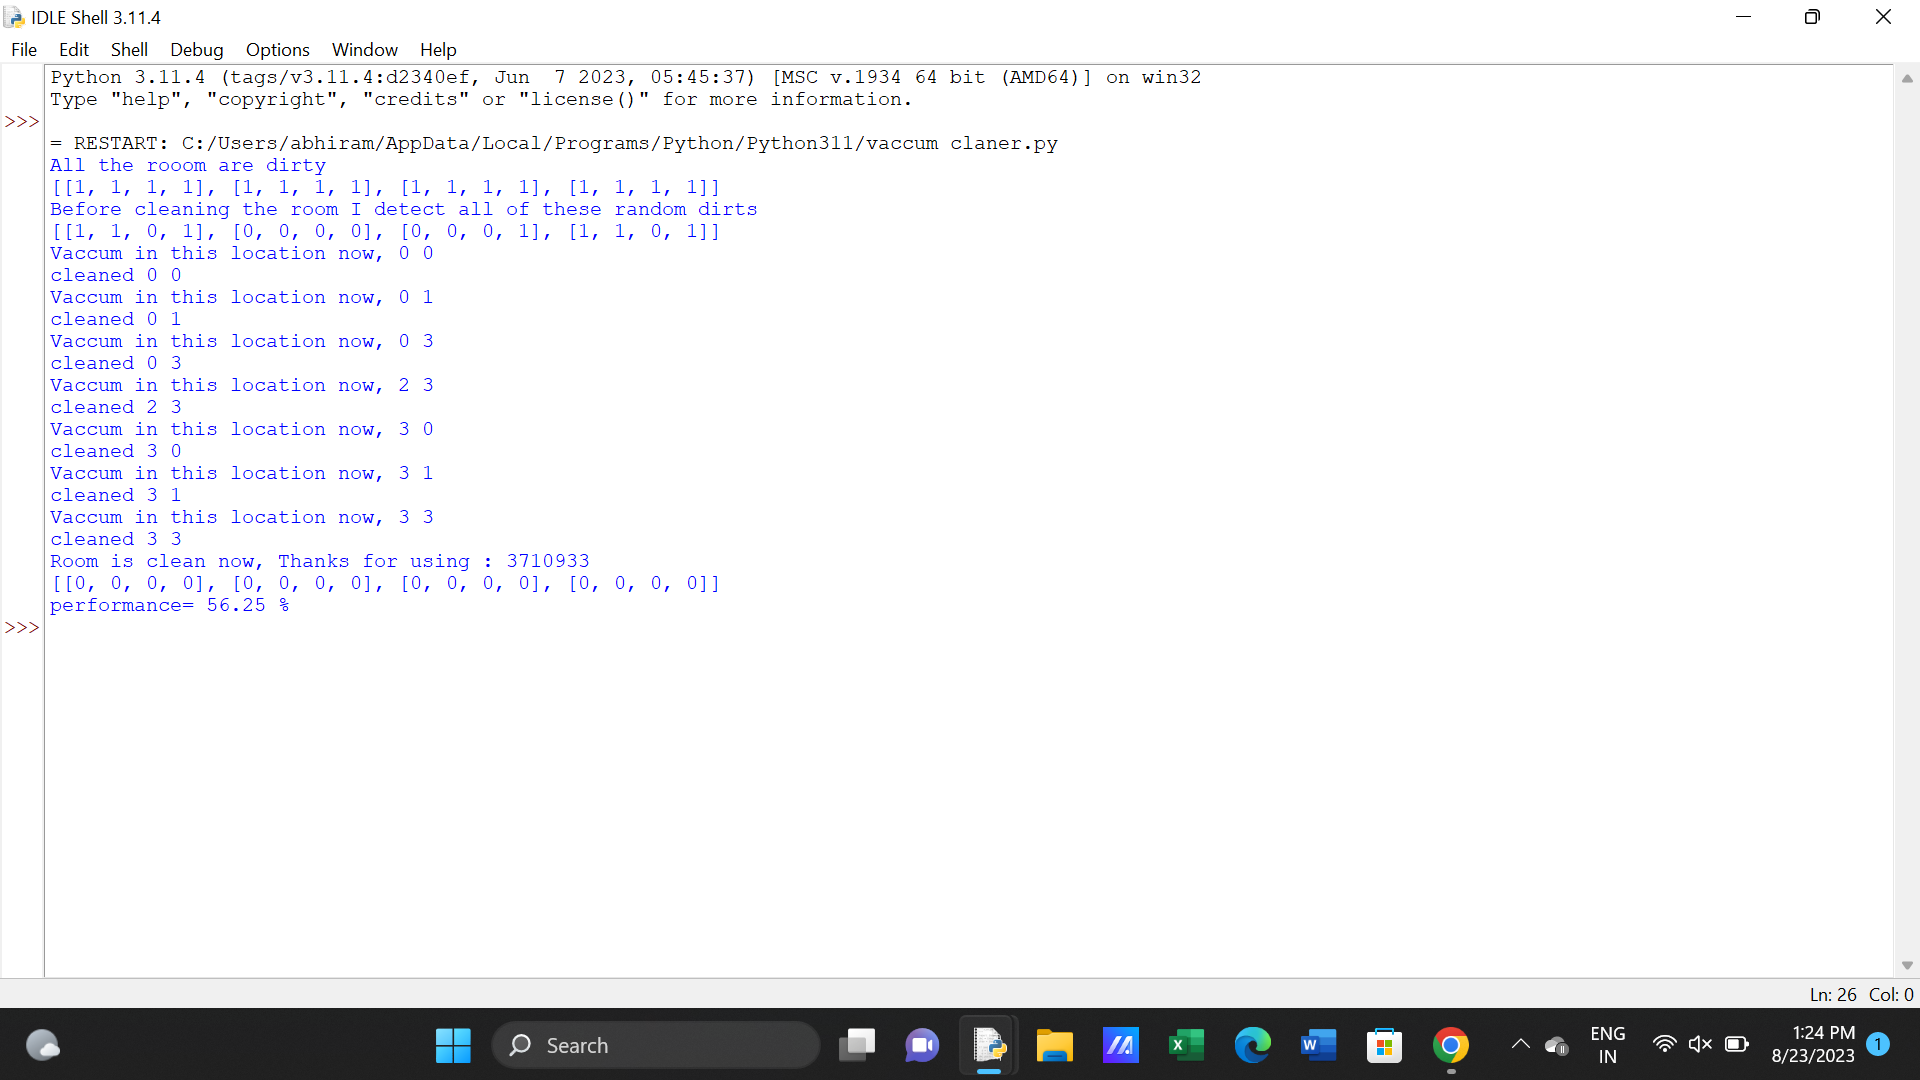 IDLE Shell 3.11.4
File Edit Shell Debug Options Window Help
Python 3.11.4 (tags/v3.11.4:d2340ef, Jun  7 2023, 05:45:37) [MSC v.1934 64 bit (AMD64)] on win32
Type "help", "copyright", "credits" or "license()" for more information.
>>>
= RESTART: C:/Users/abhiram/AppData/Local/Programs/Python/Python311/vaccum claner.py
All the rooom are dirty
[[1, 1, 1, 1], [1, 1, 1, 1], [1, 1, 1, 1], [1, 1, 1, 1]]
Before cleaning the room I detect all of these random dirts
[[1, 1, 0, 1], [0, 0, 0, 0], [0, 0, 0, 1], [1, 1, 0, 1]]
Vaccum in this location now, 0 0
cleaned 0 0
Vaccum in this location now, 0 1
cleaned 0 1
Vaccum in this location now, 0 3
cleaned 0 3
Vaccum in this location now, 2 3
cleaned 2 3
Vaccum in this location now, 3 0
cleaned 3 0
Vaccum in this location now, 3 1
cleaned 3 1
Vaccum in this location now, 3 3
cleaned 3 3
Room is clean now, Thanks for using : 3710933
[[0, 0, 0, 0], [0, 0, 0, 0], [0, 0, 0, 0], [0, 0, 0, 0]]
performance= 56.25 %
>>>
Ln: 26 Col: 0
Search
ENG
IN
1:24 PM
8/23/2023
1